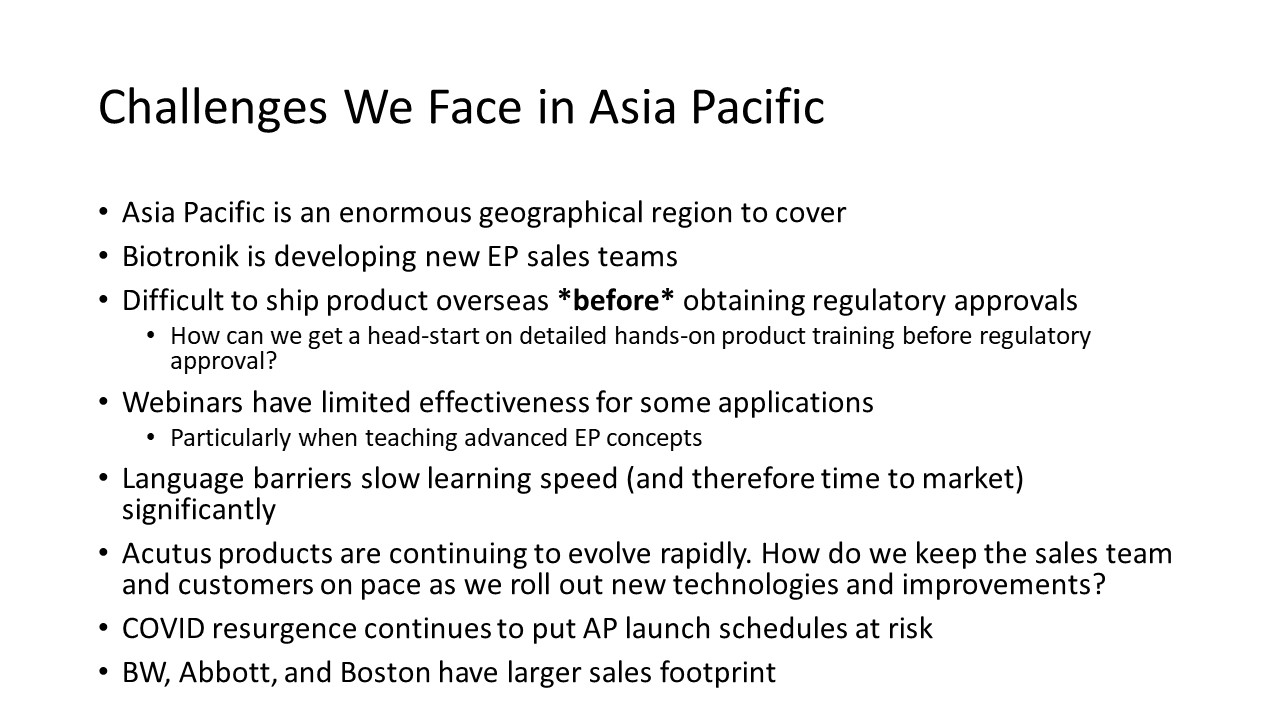 Challenges We Face in Asia Pacific
• Asia Pacific is an enormous geographical region to cover
• Biotronik is developing new EP sales teams
• Difficult to ship product overseas *before* obtaining regulatory approvals
• How can we get a head-start on detailed hands-on product training before regulatory
approval?
• Webinars have limited effectiveness for some applications
• Particularly when teaching advanced EP concepts
• Language barriers slow learning speed (and therefore time to market)
significantly
• Acutus products are continuing to evolve rapidly. How do we keep the sales team
and customers on pace as we roll out new technologies and improvements?
• COVID resurgence continues to put AP launch schedules at risk
• BW, Abbott, and Boston have larger sales footprint